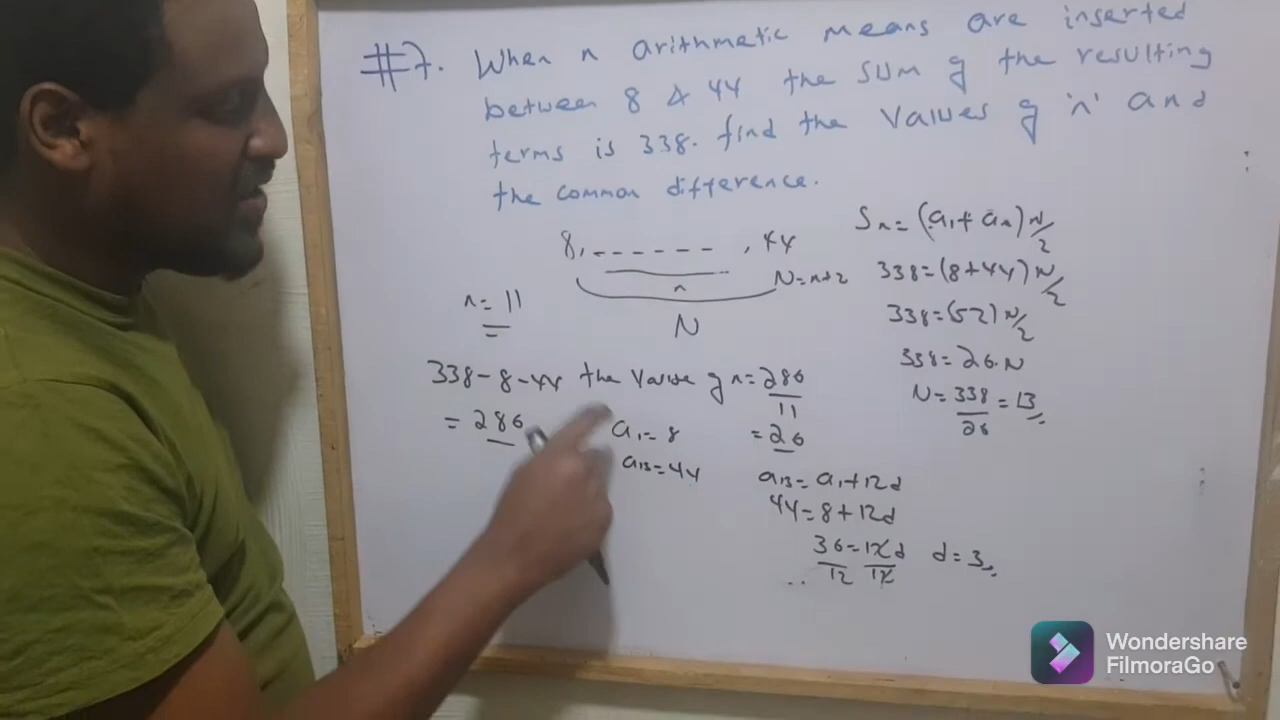 #7. When n arithmetic means are inserted
between 8 & 44 the sum of the resulting
terms is 338. find the values of 'n' and
the common difference.
8, _ _ _ _ _ _ , 44
n
N
N=n+2
n = 11
338-8-44
= 286
the value of n = 286/11
= 26
a₁ = 8
a₁₃ = 44
Sn = (a₁ + an) N/2
338 = (8+44) N/2
338 = (52) N/2
338 = 26.N
N = 338/26 = 13
a₁₃ = a₁ + 12d
44 = 8 + 12d
36/12 = 12d/12 d = 3
Wondershare
FilmoraGo